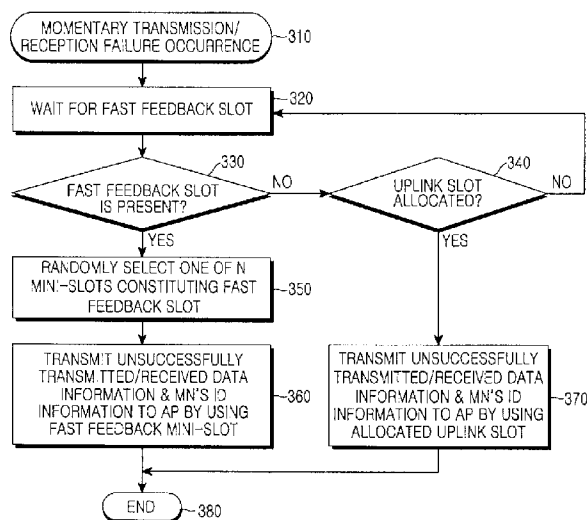 MOMENTARY TRANSMISSION/
RECEPTION FAILURE OCCURRENCE
310
WAIT FOR FAST FEEDBACK SLOT
320
330
FAST FEEDBACK SLOT
IS PRESENT?
NO
YES
340
UPLINK SLOT
ALLOCATED?
NO
YES
RANDOMLY SELECT ONE OF N
MINI-SLOTS CONSTITUTING FAST
FEEDBACK SLOT
350
TRANSMIT UNSUCCESSFULLY
TRANSMITTED/RECEIVED DATA
INFORMATION & MN'S ID
INFORMATION TO AP BY USING
FAST FEEDBACK MINI-SLOT
360
TRANSMIT UNSUCCESSFULLY
TRANSMITTED/RECEIVED DATA
INFORMATION & MN'S ID
INFORMATION TO AP BY USING
ALLOCATED UPLINK SLOT
370
END
380